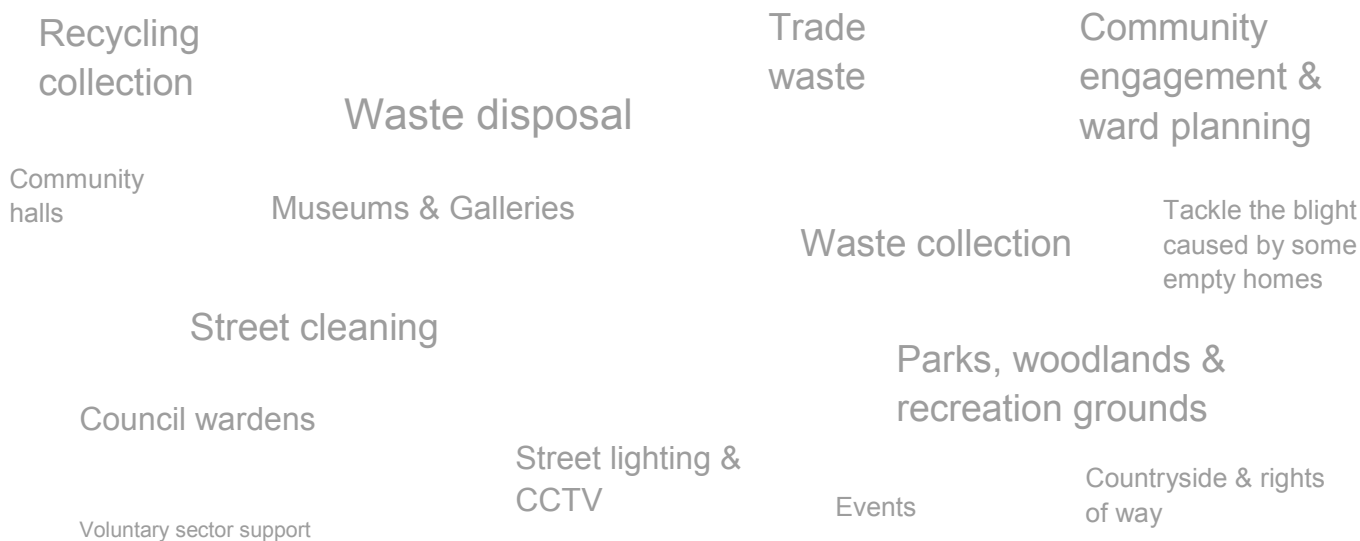 Recycling
collection
Trade
waste
Community
engagement &
ward planning
Waste disposal
Community
halls
Museums & Galleries
Waste collection
Tackle the blight
caused by some
empty homes
Street cleaning
Parks, woodlands &
recreation grounds
Council wardens
Street lighting &
CCTV
Events
Countryside & rights
of way
Voluntary sector support